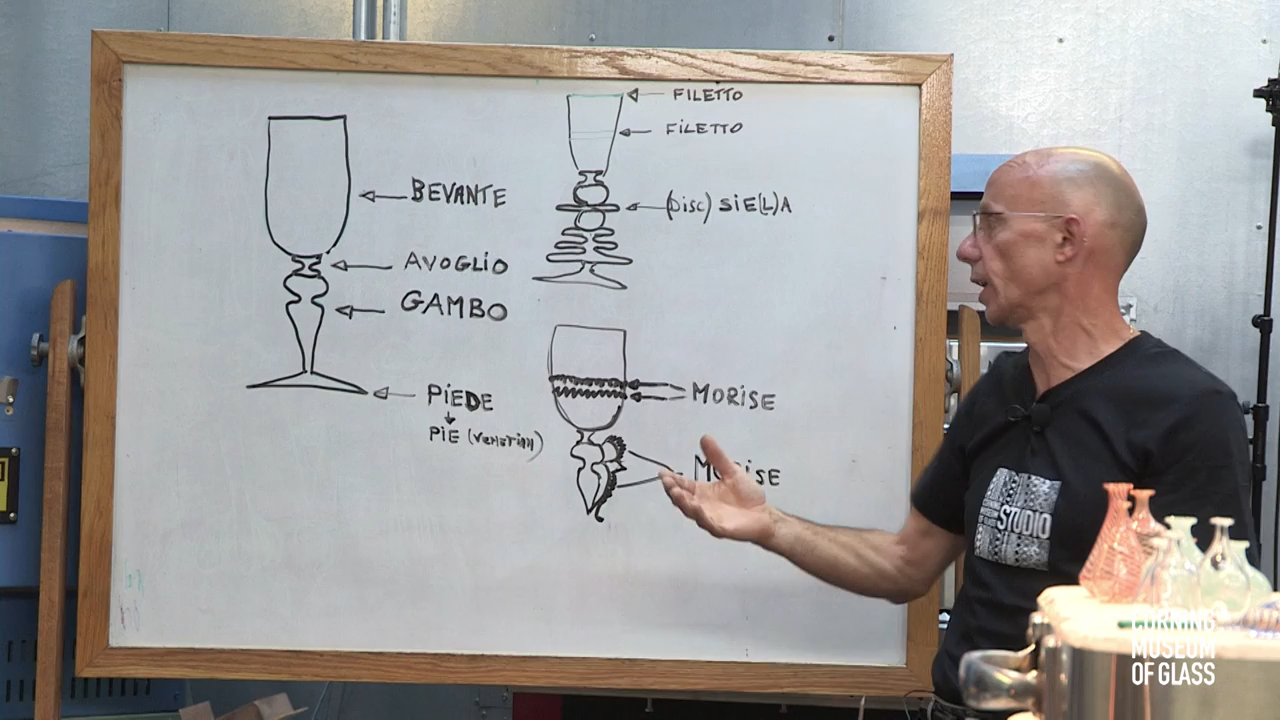 BEVANTE
AVOGLIO
GAMBO
PiEDE
PiE (VENETIAN)
FILETTO
FiLETTO
(Disc) SiE(L)A
MORISE
MORISE
STUDIO
CORNING
MUSEUM
OF GLASS